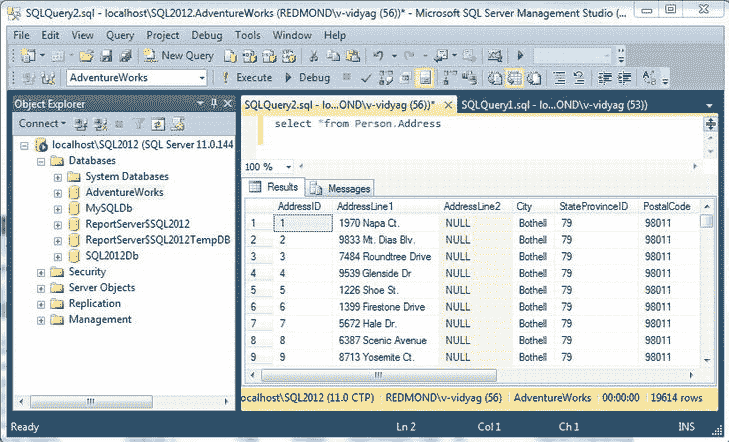 SQLQuery2.sql - localhost\SQL2012.AdventureWorks (REDMOND\v-vidyag (56))* - Microsoft SQL Server Management Studio (...
File Edit View Query Project Debug Tools Window Help
New Query
AdventureWorks Execute Debug
Object Explorer
Connect
localhost\SQL2012 (SQL Server 11.0.144
Databases
System Databases
AdventureWorks
MySQLDb
ReportServer$SQL2012
ReportServer$SQL2012TempDB
SQL2012Db
Security
Server Objects
Replication
Management
SQLQuery2.sql - lo...OND\v-vidyag (56))* SQLQuery1.sql - lo...OND\v-vidyag (53))
select *from Person.Address
100 %
Results Messages
AddressID AddressLine1 AddressLine2 City StateProvinceID PostalCode
1 1 1970 Napa Ct. NULL Bothell 79 98011
2 2 9833 Mt. Dias Blv. NULL Bothell 79 98011
3 3 7484 Roundtree Drive NULL Bothell 79 98011
4 4 9539 Glenside Dr NULL Bothell 79 98011
5 5 1226 Shoe St. NULL Bothell 79 98011
6 6 1399 Firestone Drive NULL Bothell 79 98011
7 7 5672 Hale Dr. NULL Bothell 79 98011
8 8 6387 Scenic Avenue NULL Bothell 79 98011
9 9 8713 Yosemite Ct. NULL Bothell 79 98011
ocalhost\SQL2012 (11.0 CTP) REDMOND\v-vidyag (56) AdventureWorks 00:00:00 19614 rows
Ready Ln 2 Col 1 Ch 1 INS